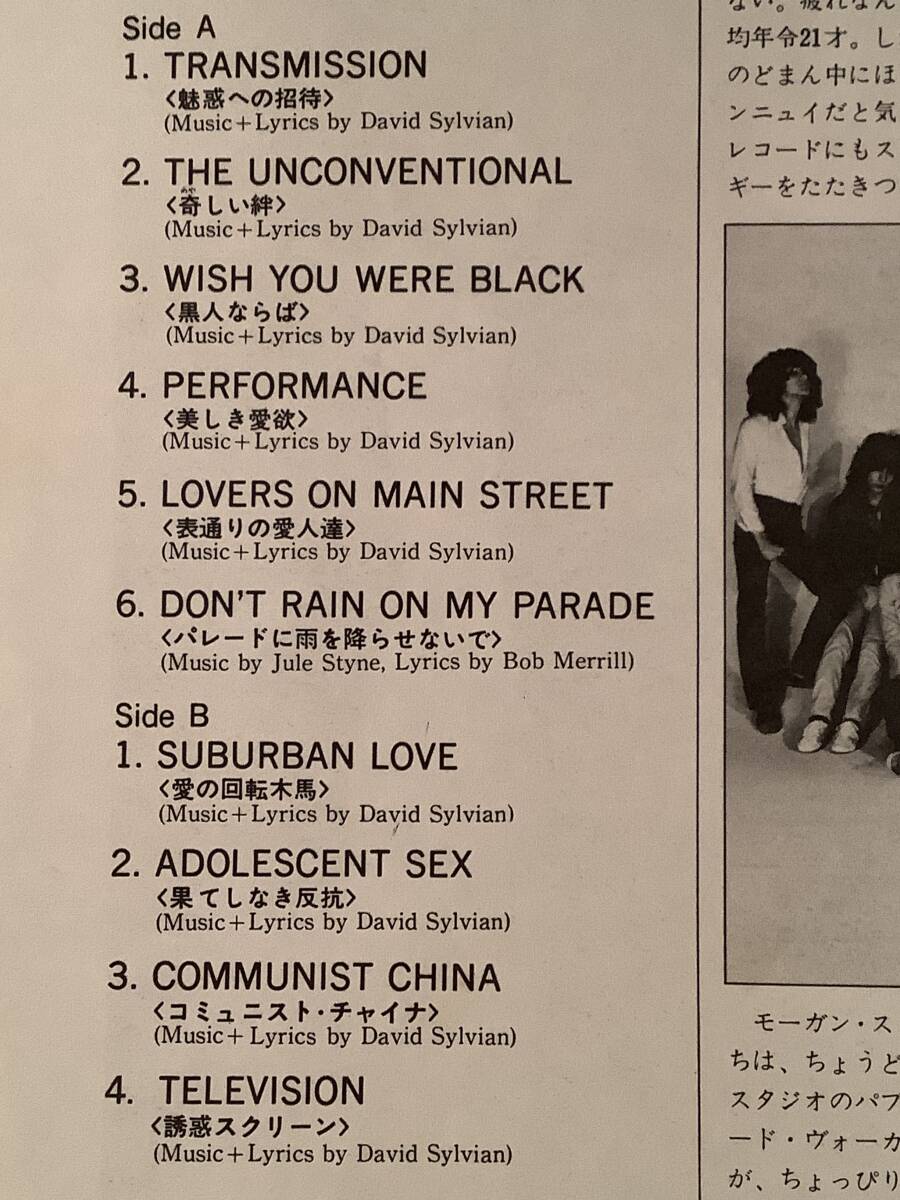 Side A
1. TRANSMISSION
〈魅惑への招待〉
(Music+Lyrics by David Sylvian)
2. THE UNCONVENTIONAL
〈奇しい絆〉
(Music+Lyrics by David Sylvian)
3. WISH YOU WERE BLACK
〈黒人ならば〉
(Music+Lyrics by David Sylvian)
4. PERFORMANCE
〈美しき愛欲〉
(Music+Lyrics by David Sylvian)
5. LOVERS ON MAIN STREET
〈表通りの愛人達〉
(Music+Lyrics by David Sylvian)
6. DON'T RAIN ON MY PARADE
〈パレードに雨を降らせないで〉
(Music by Jule Styne, Lyrics by Bob Merrill)
Side B
1. SUBURBAN LOVE
〈愛の回転木馬〉
(Music+Lyrics by David Sylvian)
2. ADOLESCENT SEX
〈果てしなき反抗〉
(Music+Lyrics by David Sylvian)
3. COMMUNIST CHINA
〈コミュニスト・チャイナ〉
(Music+Lyrics by David Sylvian)
4. TELEVISION
〈誘惑スクリーン〉
(Music+Lyrics by David Sylvian)
ない。疲れなん
均年令21才。し
のどまん中にほ
ンニュイだと気
レコードにもス
ギーをたたきつ
モーガン・ス
ちは、ちょうど
スタジオのパブ
ード・ヴォーカ
が、ちょっぴり